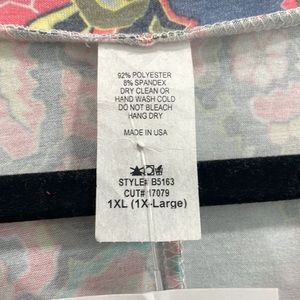 92% POLYESTER
8% SPANDEX
DRY CLEAN OR
HAND WASH COLD
DO NOT BLEACH
HANG DRY
MADE IN USA
STYLE# B5163
CUT# 17079
1XL (1X-Large)